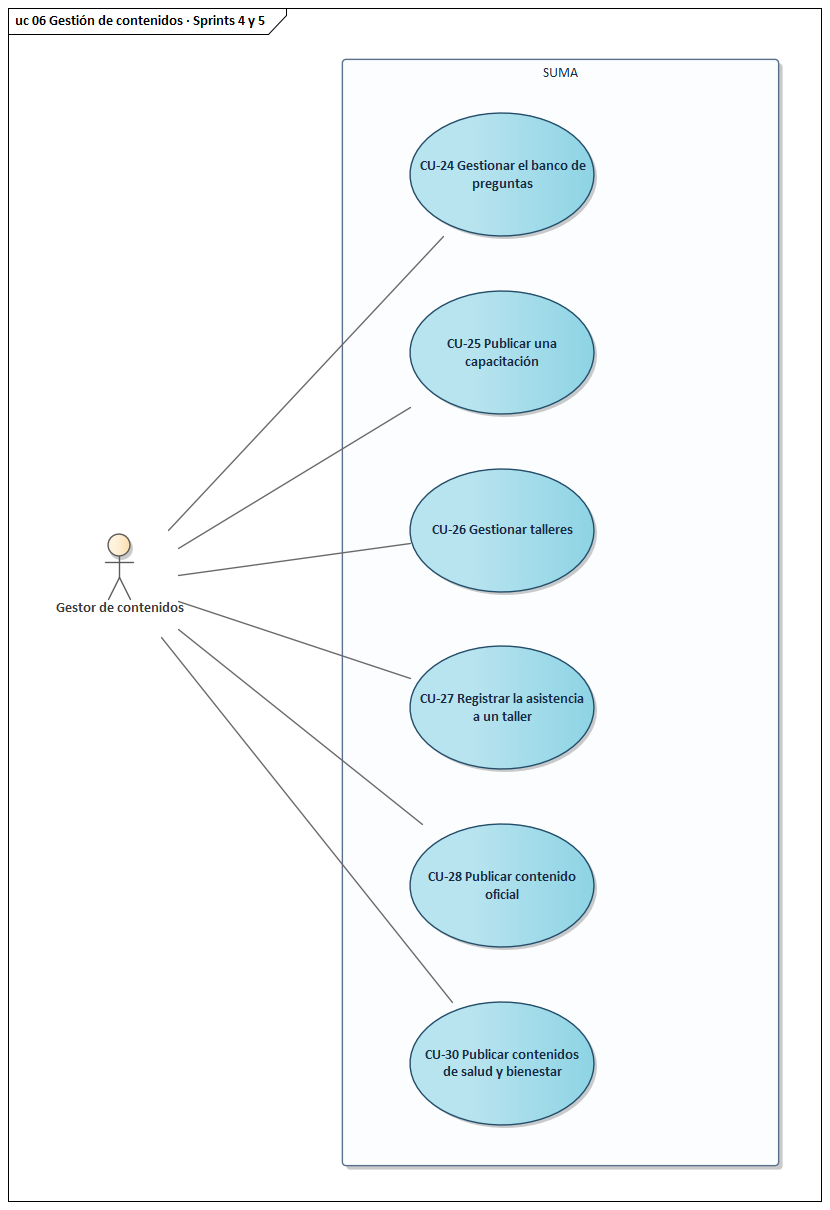 uc 06 Gestión de contenidos · Sprints 4 y 5
SUMA
CU-24 Gestionar el banco de
preguntas
CU-25 Publicar una
capacitación
CU-26 Gestionar talleres
Gestor de contenidos
CU-27 Registrar la asistencia
a un taller
CU-28 Publicar contenido
oficial
CU-30 Publicar contenidos
de salud y bienestar